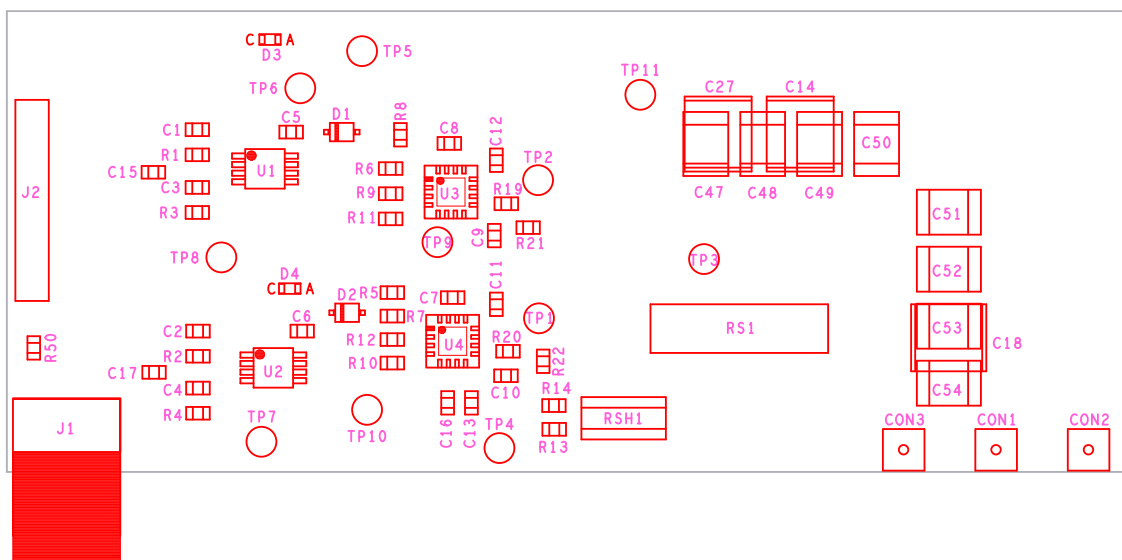 C A
D3
TP5
TP6
TP11
C27
C14
C1
C5
D1
R8
C8
C12
R1
C15
U1
C3
R3
R6
R9
R11
U3
TP2
R19
R21
C9
TP9
J2
C50
C47
C48
C49
C51
TP8
TP3
C52
D4
C A
D2
R5
R7
C7
C11
TP1
C2
C6
R12
R20
RS1
C53
C18
R50
R2
U2
R10
U4
R22
C17
C4
C10
C54
R4
TP7
TP10
C16
C13
TP4
R14
R13
RSH1
J1
CON3
CON1
CON2